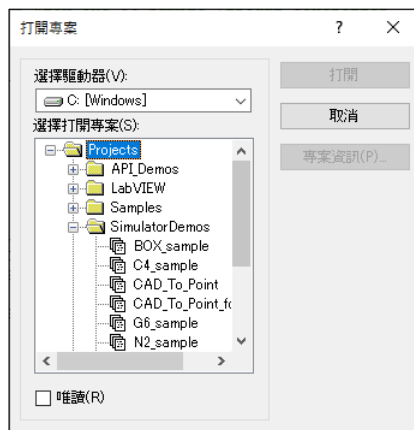 打開專案
選擇驅動器(V):
C: [Windows]
選擇打開專案(S):
Projects
API_Demos
LabVIEW
Samples
SimulatorDemos
BOX_sample
C4_sample
CAD_To_Point
CAD_To_Point_fo
G6_sample
N2_sample
唯讀(R)
打開
取消
專案資訊(P)...